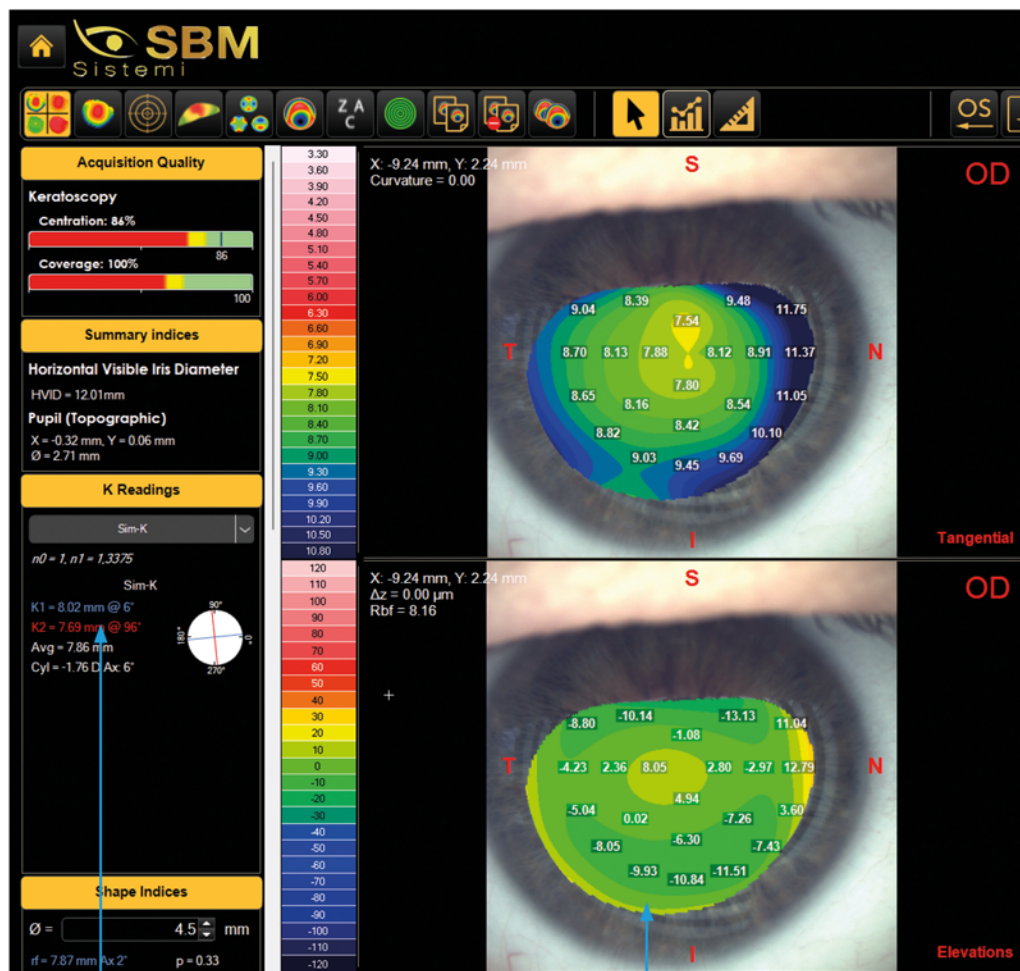 SBM
Sistemi
Z A
C
OS
Acquisition Quality
Keratoscopy
Centration: 86%
86
Coverage: 100%
100
Summary indices
Horizontal Visible Iris Diameter
HVID = 12.01mm
Pupil (Topographic)
X = -0.32 mm, Y = 0.06 mm
Ø = 2.71 mm
K Readings
Sim-K
n0 = 1, n1 = 1,3375
Sim-K
K1 = 8.02 mm @ 6°
K2 = 7.69 mm @ 96°
Avg = 7.86 mm
Cyl = -1.76 D Ax: 6°
90°
180°
0°
270°
Shape Indices
Ø = 4.5 mm
rf = 7.87 mm Ax 2° p = 0.33
3.30
3.60
3.90
4.20
4.50
4.80
5.10
5.40
5.70
6.00
6.30
6.60
6.90
7.20
7.50
7.80
8.10
8.40
8.70
9.00
9.30
9.60
9.90
10.20
10.50
10.80
X: -9.24 mm, Y: 2.24 mm
Curvature = 0.00
S
OD
9.04 8.39 9.48 11.75
7.54
T 8.70 8.13 7.88 8.12 8.91 11.37 N
7.80
8.65 8.16 8.54 11.05
8.82 8.42 10.10
9.03 9.45 9.69
I
Tangential
120
110
100
90
80
70
60
50
40
30
20
10
0
-10
-20
-30
-40
-50
-60
-70
-80
-90
-100
-110
-120
X: -9.24 mm, Y: 2.24 mm
Δz = 0.00 µm
Rbf = 8.16
S
OD
-8.80 -10.14 -13.13 11.04
-1.08
T -4.23 2.36 8.05 2.80 -2.97 12.79 N
4.94
-5.04 0.02 -7.26 3.60
-8.05 -6.30 -7.43
-9.93 -10.84 -11.51
I
Elevations